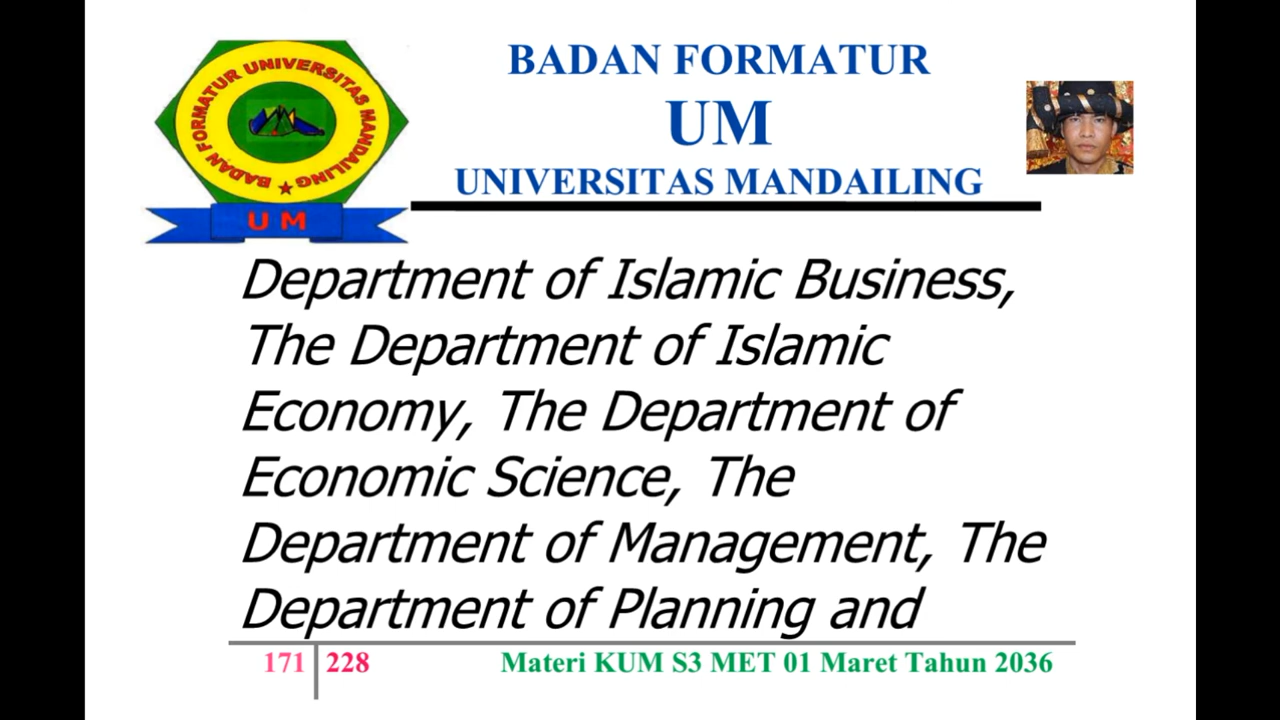 BADAN FORMATUR UNIVERSITAS MANDAILING
U M
BADAN FORMATUR
UM
UNIVERSITAS MANDAILING
Department of Islamic Business,
The Department of Islamic
Economy, The Department of
Economic Science, The
Department of Management, The
Department of Planning and
171 228 Materi KUM S3 MET 01 Maret Tahun 2036